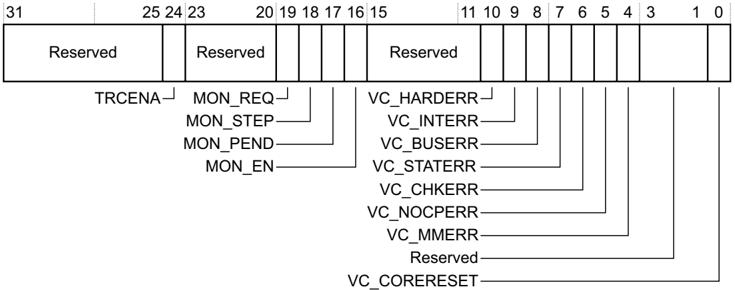 31 25 24 23 20 19 18 17 16 15 11 10 9 8 7 6 5 4 3 1 0
Reserved Reserved Reserved
TRCENA MON_REQ VC_HARDERR
MON_STEP VC_INTERR
MON_PEND VC_BUSERR
MON_EN VC_STATERR
VC_CHKERR
VC_NOCPERR
VC_MMERR
Reserved
VC_CORERESET